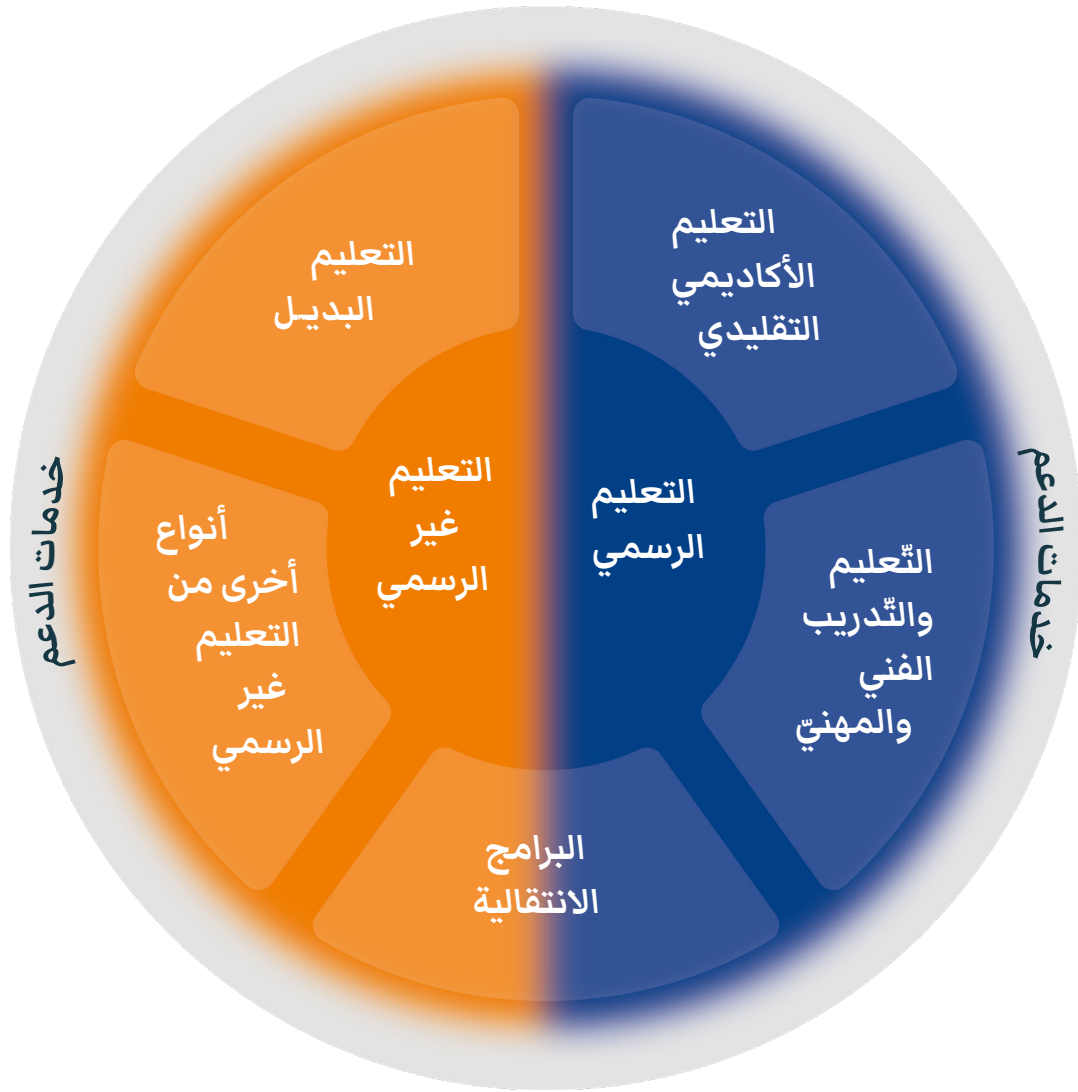 التعليم
الأكاديمي
التقليدي
التعليم
البديـل
التعليم
الرسمي
التعليم
غير
الرسمي
التّعليم
والتّدريب
الفني
والمهنيّ
أنواع
أخرى من
التعليم
غير
الرسمي
البرامج
الانتقالية
خدمات الدعم
خدمات الدعم